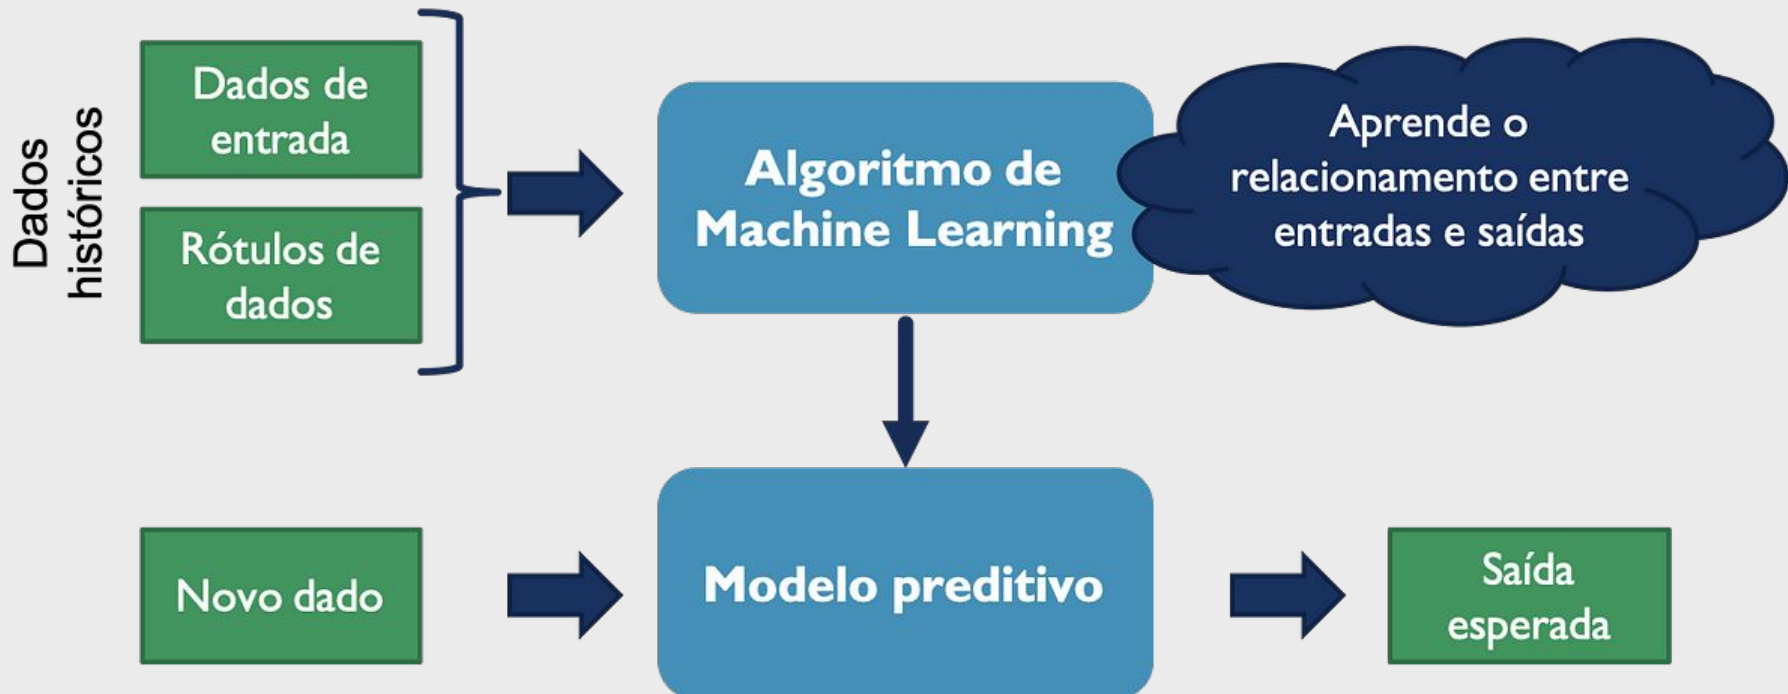 Dados
históricos
Dados de
entrada
Rótulos de
dados
Algoritmo de
Machine Learning
Aprende o
relacionamento entre
entradas e saídas
Novo dado
Modelo preditivo
Saída
esperada